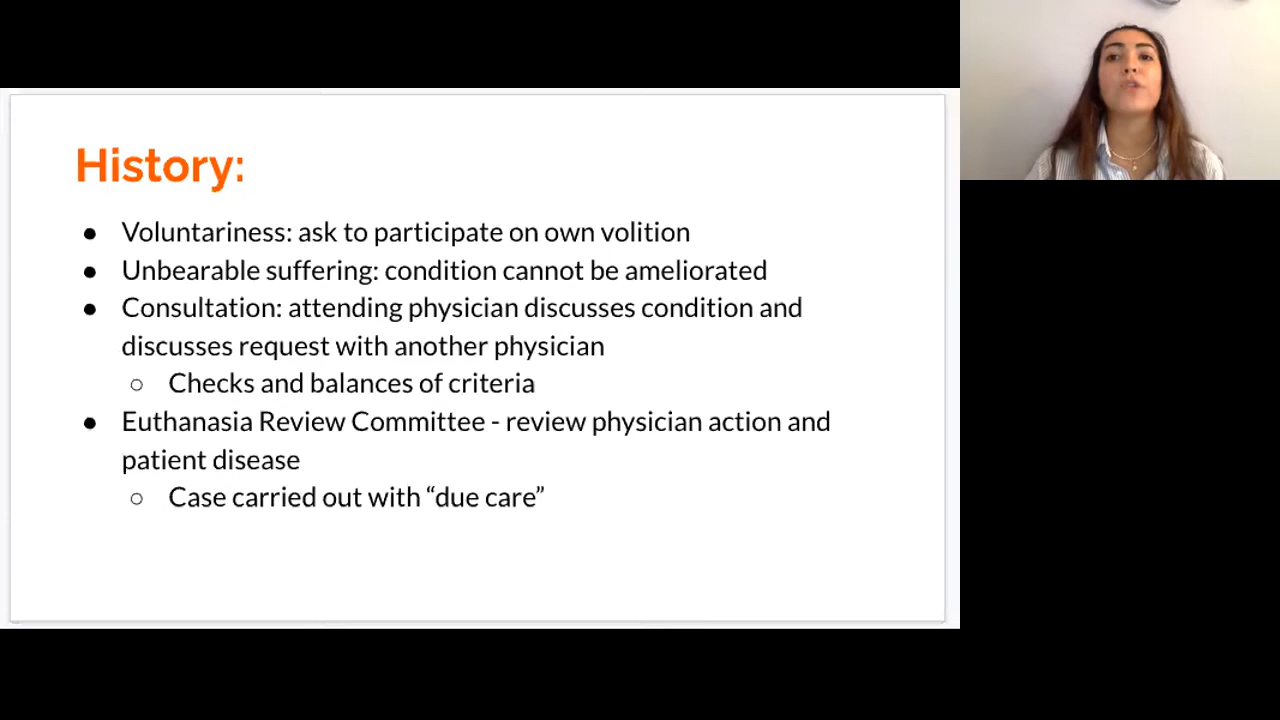 History:
● Voluntariness: ask to participate on own volition
● Unbearable suffering: condition cannot be ameliorated
● Consultation: attending physician discusses condition and
discusses request with another physician
○ Checks and balances of criteria
● Euthanasia Review Committee - review physician action and
patient disease
○ Case carried out with “due care”